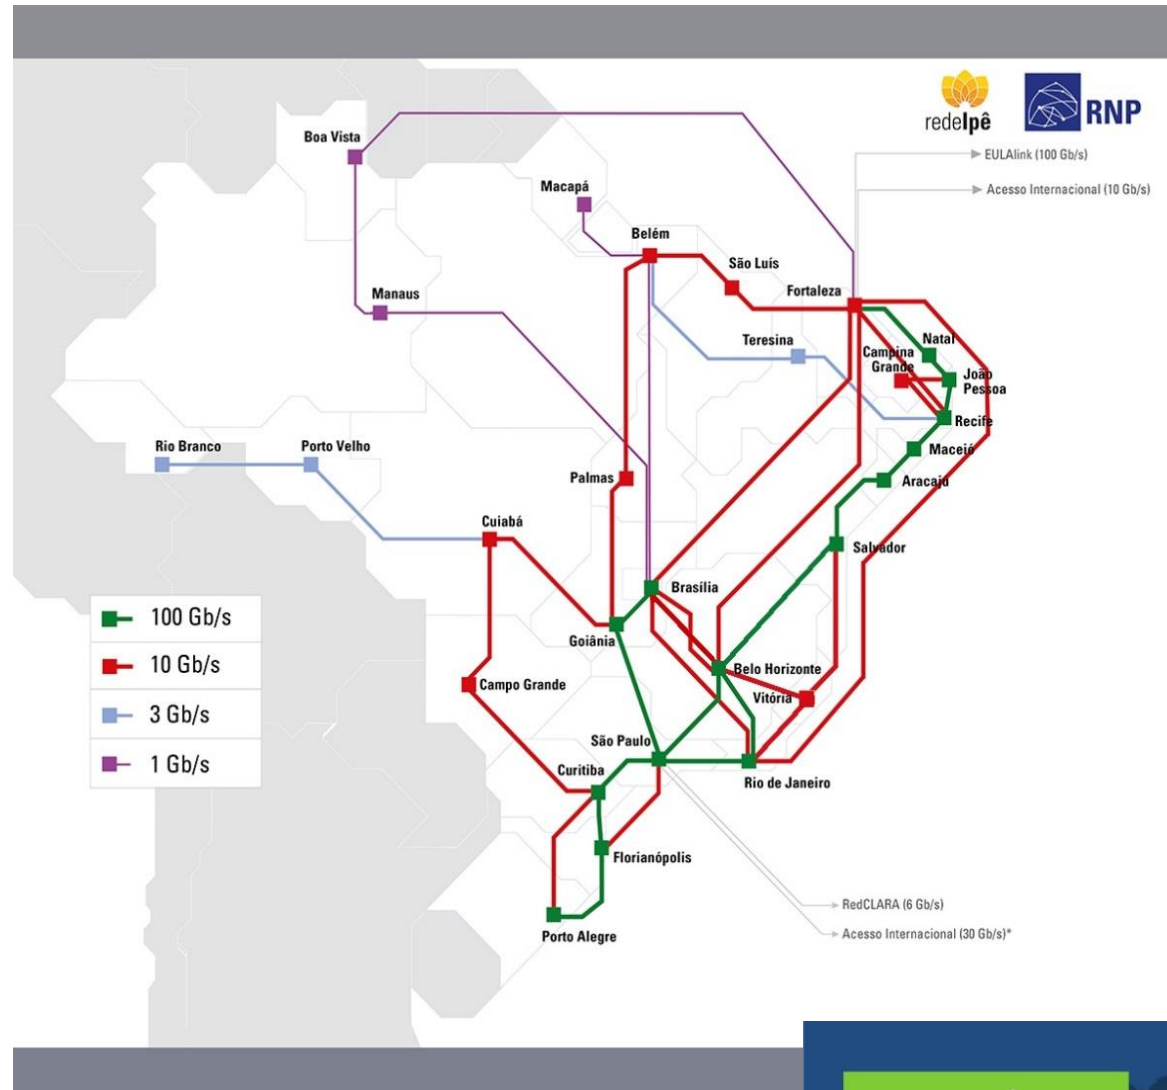 redeIpê
RNP
EULAlink (100 Gb/s)
Acesso Internacional (10 Gb/s)
Boa Vista
Macapá
Belém
São Luís
Fortaleza
Manaus
Teresina
Natal
Campina
Grande
João
Pessoa
Recife
Maceió
Aracaju
Rio Branco
Porto Velho
Palmas
Cuiabá
Salvador
Brasília
Goiânia
Belo Horizonte
Vitória
Campo Grande
São Paulo
Curitiba
Rio de Janeiro
Florianópolis
Porto Alegre
100 Gb/s
10 Gb/s
3 Gb/s
1 Gb/s
RedCLARA (6 Gb/s)
Acesso Internacional (30 Gb/s)*